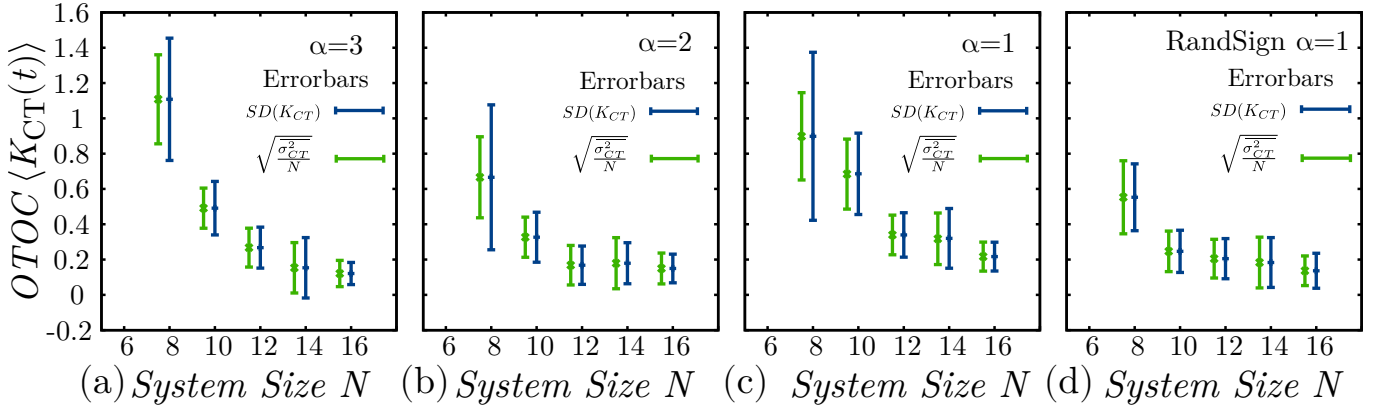 OTOC ⟨K_CT(t)⟩
1.6
1.4
1.2
1
0.8
0.6
0.4
0.2
0
-0.2
α=3
Errorbars
SD(K_CT)
√(σ²_CT/N)
6 8 10 12 14 16
(a) System Size N
α=2
Errorbars
SD(K_CT)
√(σ²_CT/N)
6 8 10 12 14 16
(b) System Size N
α=1
Errorbars
SD(K_CT)
√(σ²_CT/N)
6 8 10 12 14 16
(c) System Size N
RandSign α=1
Errorbars
SD(K_CT)
√(σ²_CT/N)
6 8 10 12 14 16
(d) System Size N